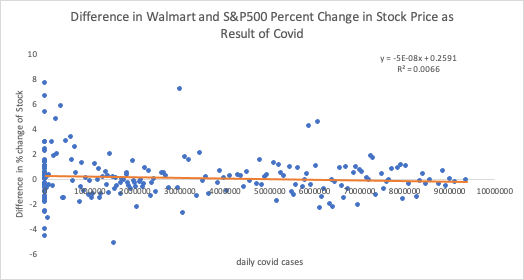 Difference in Walmart and S&P500 Percent Change in Stock Price as
Result of Covid
y = -5E-08x + 0.2591
R² = 0.0066
Difference in % change of Stock
10
8
6
4
2
0
-2
-4
-6
0 1000000 2000000 3000000 4000000 5000000 6000000 7000000 8000000 9000000 10000000
daily covid cases